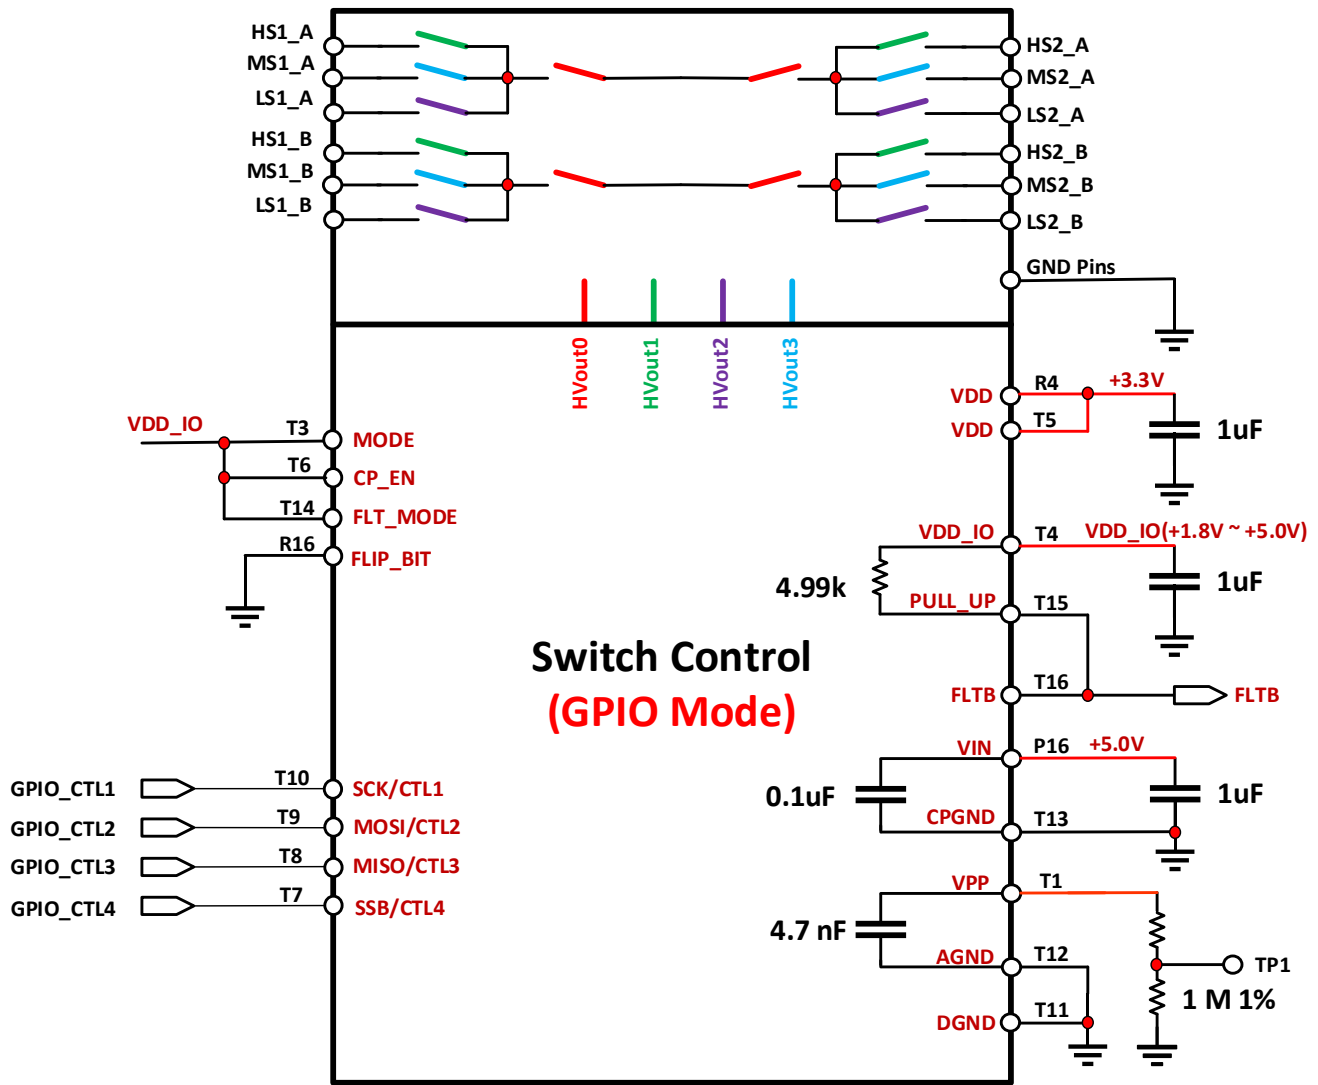 HS1_A
MS1_A
LS1_A
HS1_B
MS1_B
LS1_B
HS2_A
MS2_A
LS2_A
HS2_B
MS2_B
LS2_B
GND Pins
HVout0
HVout1
HVout2
HVout3
VDD_IO
T3 MODE
T6 CP_EN
T14 FLT_MODE
R16 FLIP_BIT
VDD R4 +3.3V
VDD T5
1uF
VDD_IO T4 VDD_IO(+1.8V ~ +5.0V)
4.99k
1uF
PULL_UP T15
Switch Control
(GPIO Mode)
FLTB T16 FLTB
VIN P16 +5.0V
0.1uF
1uF
CPGND T13
GPIO_CTL1 T10 SCK/CTL1
GPIO_CTL2 T9 MOSI/CTL2
GPIO_CTL3 T8 MISO/CTL3
GPIO_CTL4 T7 SSB/CTL4
VPP T1
4.7 nF
AGND T12
TP1
1 M 1%
DGND T11